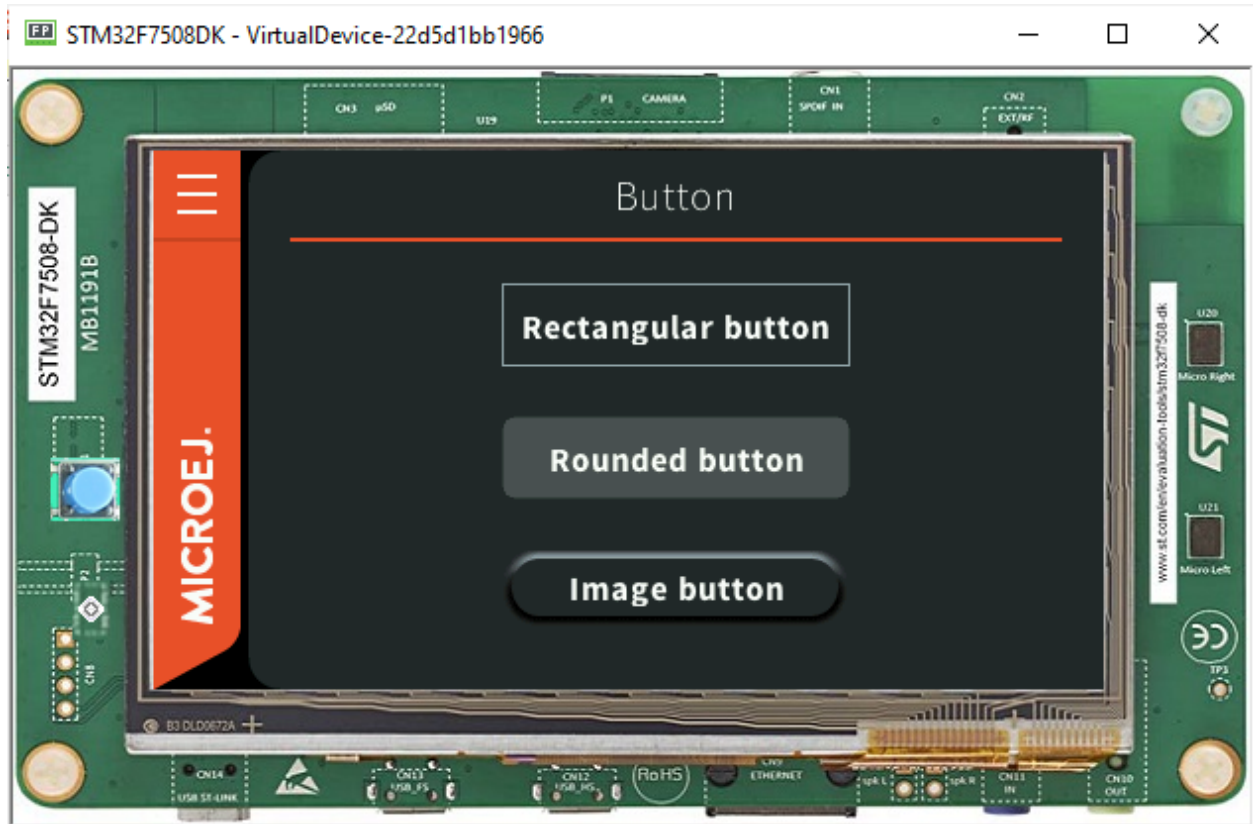 STM32F7508DK - VirtualDevice-22d5d1bb1966
CN3 µSD
U19
P1 CAMERA
CN1
SPDIF IN
CN2
EXT/RF
STM32F7508-DK
MB1191B
Button
Rectangular button
Rounded button
Image button
MICROEJ.
www.st.com/en/evaluation-tools/stm32f7508-dk
U20
Micro Right
U21
Micro Left
TP3
P2
CN8
B3 DLD0672A
CN14
USB ST-LINK
CN13
USB_FS
CN12
USB_HS
RoHS
CN9
ETHERNET
spk L
spk R
CN11
IN
CN10
OUT